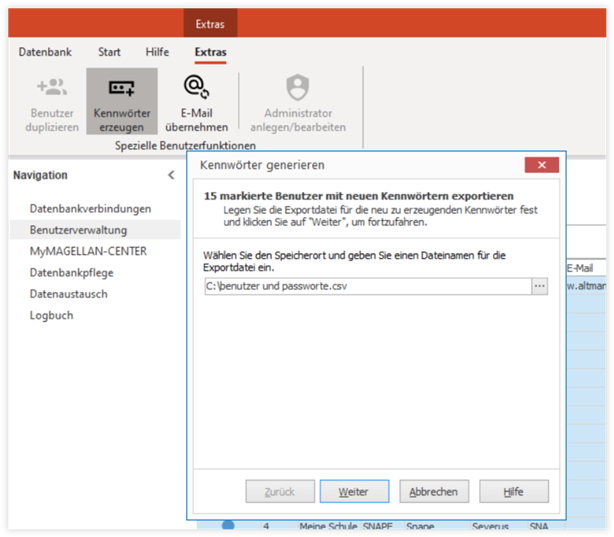 Extras
Datenbank Start Hilfe Extras
Benutzer duplizieren
Kennwörter erzeugen
E-Mail übernehmen
Administrator anlegen/bearbeiten
Spezielle Benutzerfunktionen
Navigation
Datenbankverbindungen
Benutzerverwaltung
MyMAGELLAN-CENTER
Datenbankpflege
Datenaustausch
Logbuch
Kennwörter generieren
15 markierte Benutzer mit neuen Kennwörtern exportieren
Legen Sie die Exportdatei für die neu zu erzeugenden Kennwörter fest
und klicken Sie auf "Weiter", um fortzufahren.
Wählen Sie den Speicherort und geben Sie einen Dateinamen für die
Exportdatei ein.
C:\benutzer und passworte.csv
...
Zurück Weiter Abbrechen Hilfe
E-Mail
w.altman
4 Meine Schule SNAPE Snape Severus SNA